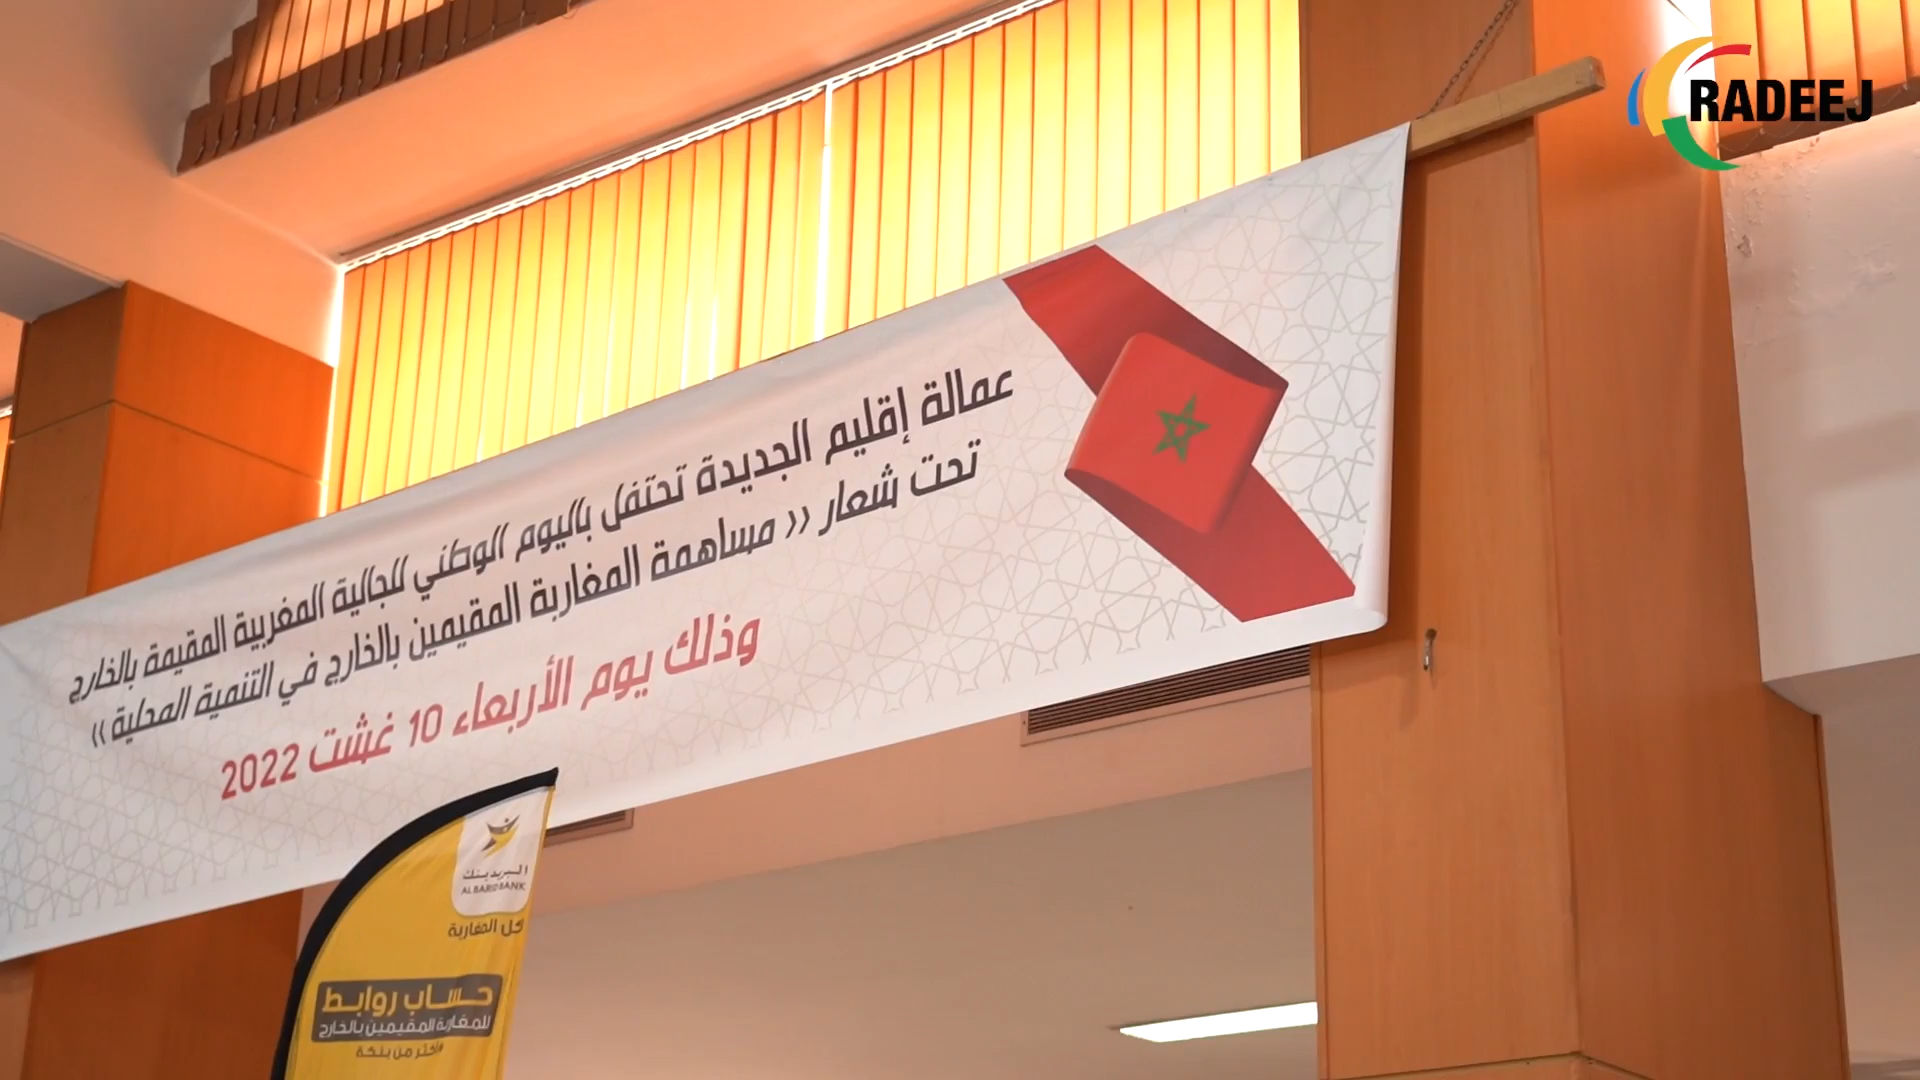 RADEEJ
عمالة إقليم الجديدة تحتفل باليوم الوطني للجالية المغربية المقيمة بالخارج
تحت شعار « مساهمة المغاربة المقيمين بالخارج في التنمية المحلية »
وذلك يوم الأربعاء 10 غشت 2022
البريد بنك
AL BARID BANK
لكل المغاربة
حساب روابط
للمغاربة المقيمين بالخارج
#أكثر من بنكة